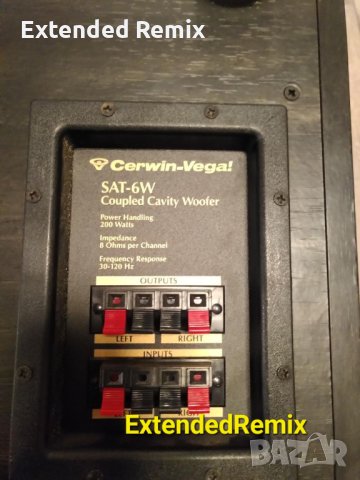 Extended Remix
Cerwin-Vega!
SAT-6W
Coupled Cavity Woofer
Power Handling
200 Watts
Impedance
8 Ohms per Channel
Frequency Response
30-120 Hz
OUTPUTS
LEFT RIGHT
INPUTS
RIGHT
ExtendedRemix
BAZAR